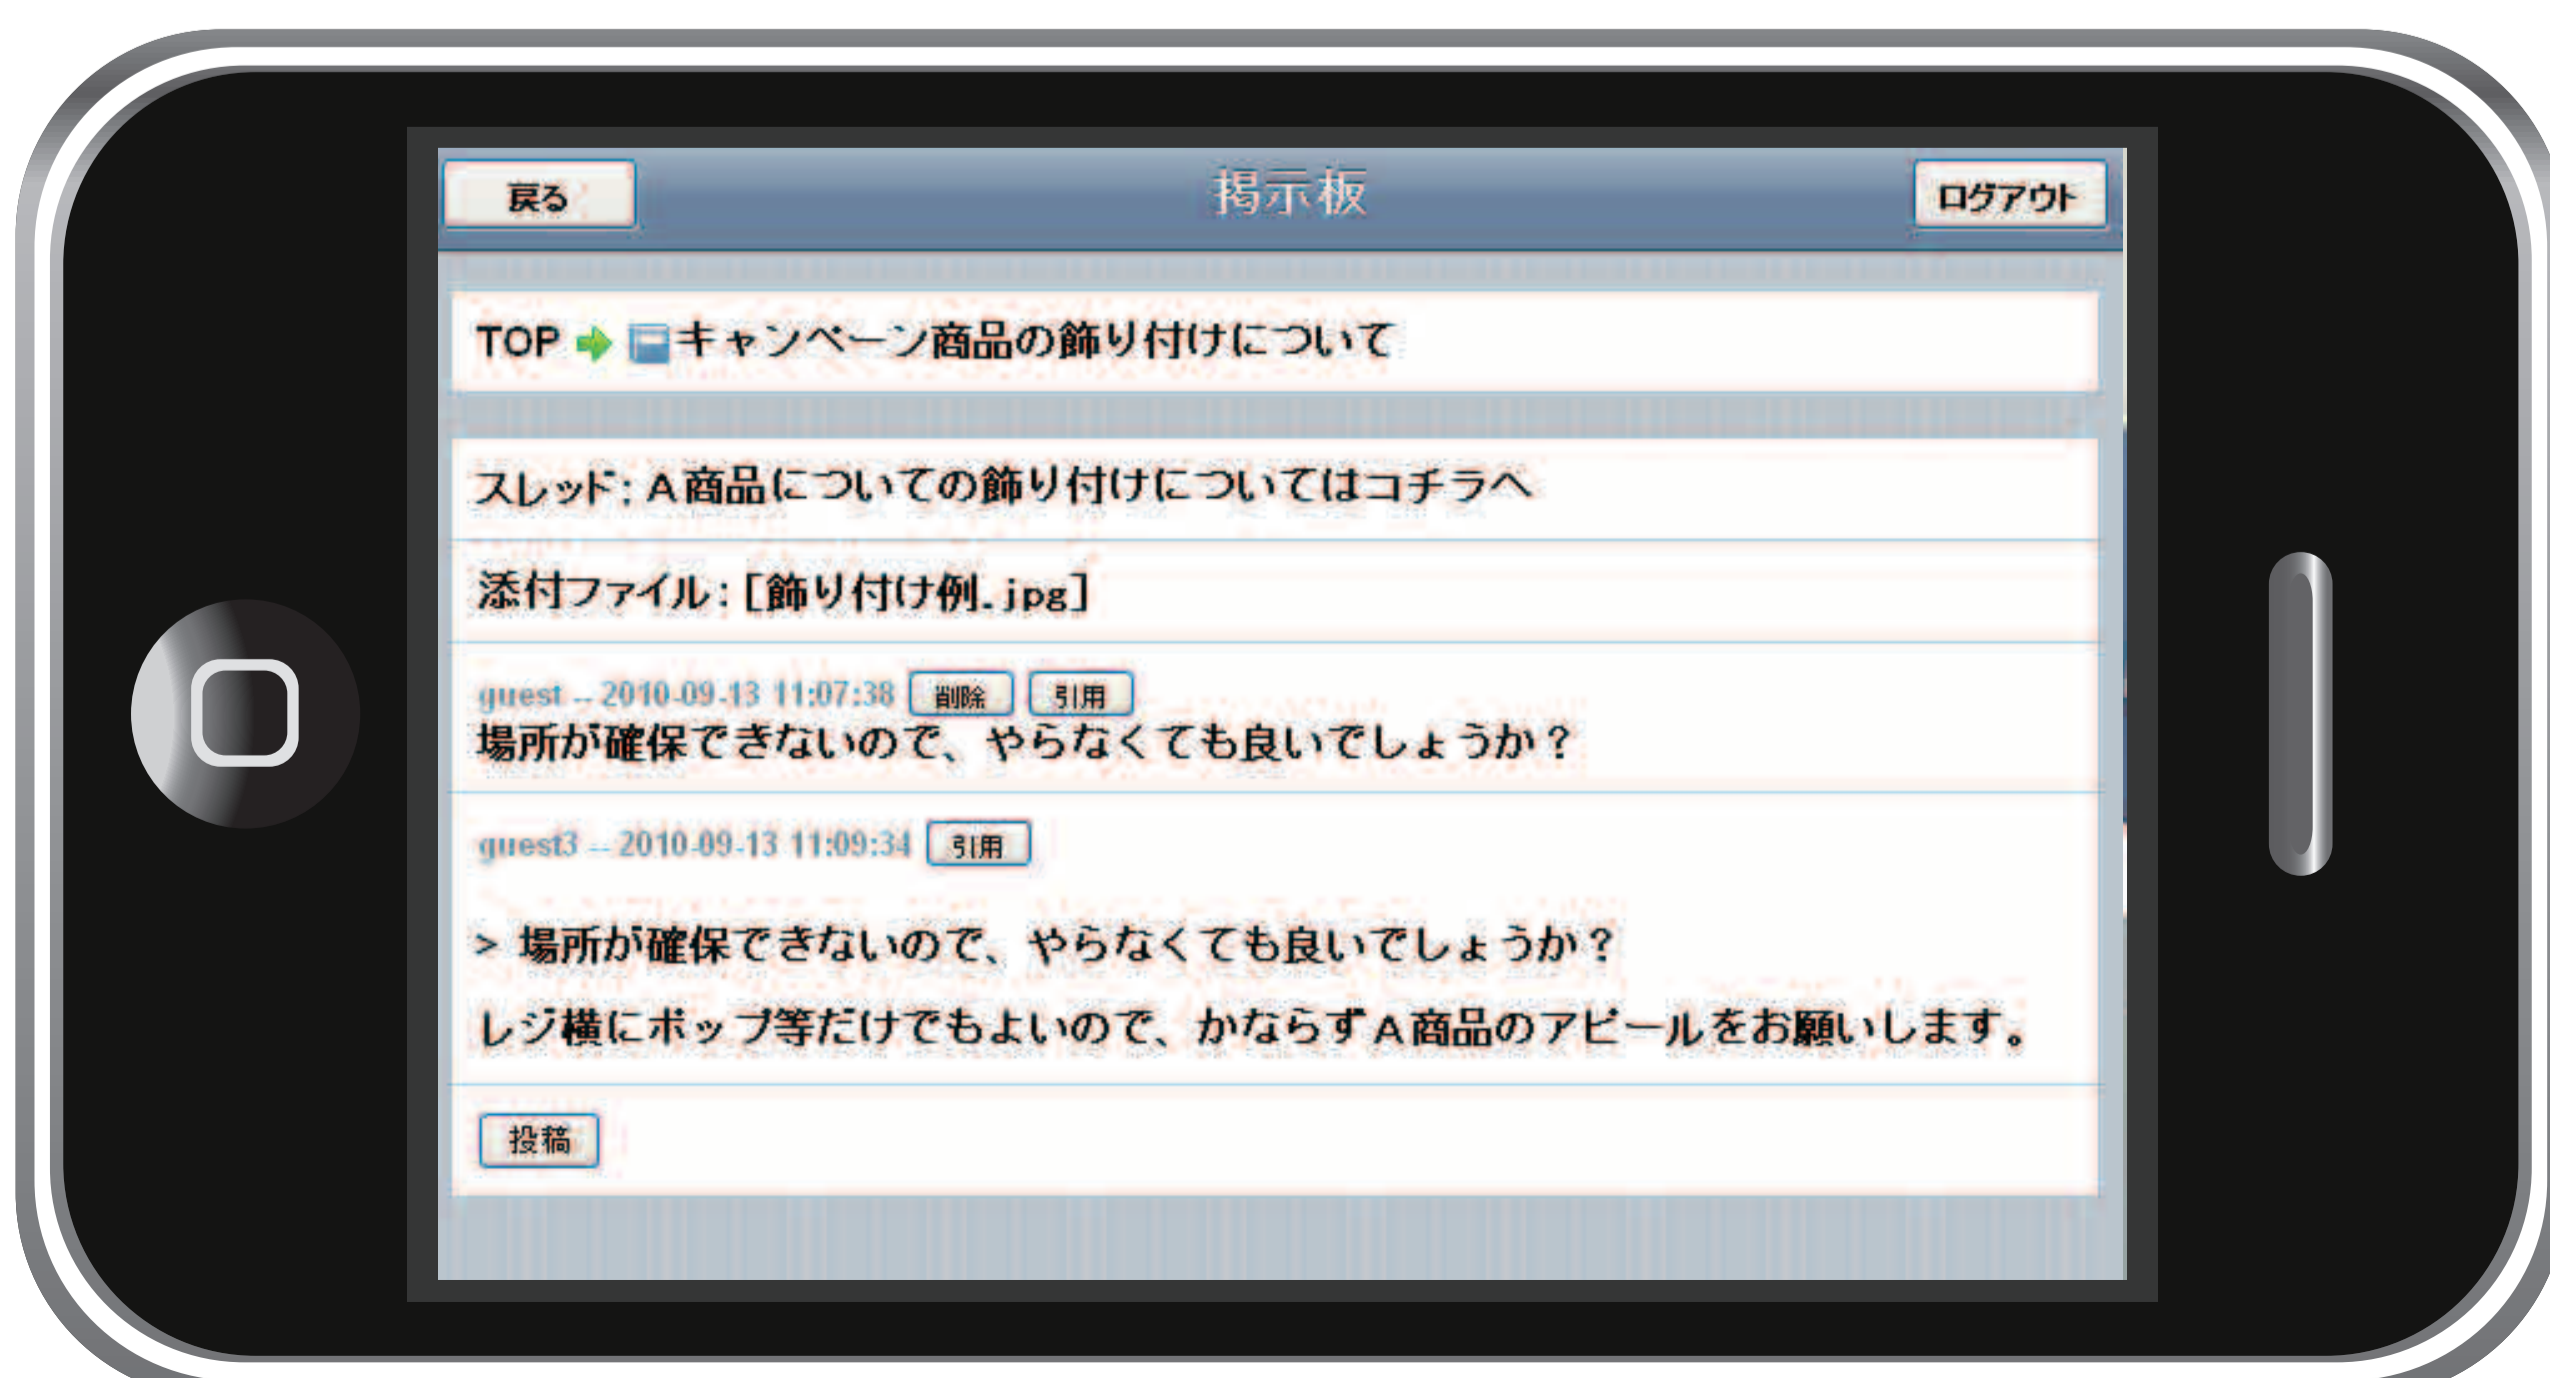 戻る 掲示板 ログアウト
TOP キャンペーン商品の飾り付けについて
スレッド: A商品についての飾り付けについてはコチラへ
添付ファイル: [飾り付け例.jpg]
guest -- 2010-09-13 11:07:38 削除 引用
場所が確保できないので、やらなくても良いでしょうか?
guest3 -- 2010-09-13 11:09:34 引用
> 場所が確保できないので、やらなくても良いでしょうか?
レジ横にポップ等だけでもよいので、かならずA商品のアピールをお願いします。
投稿